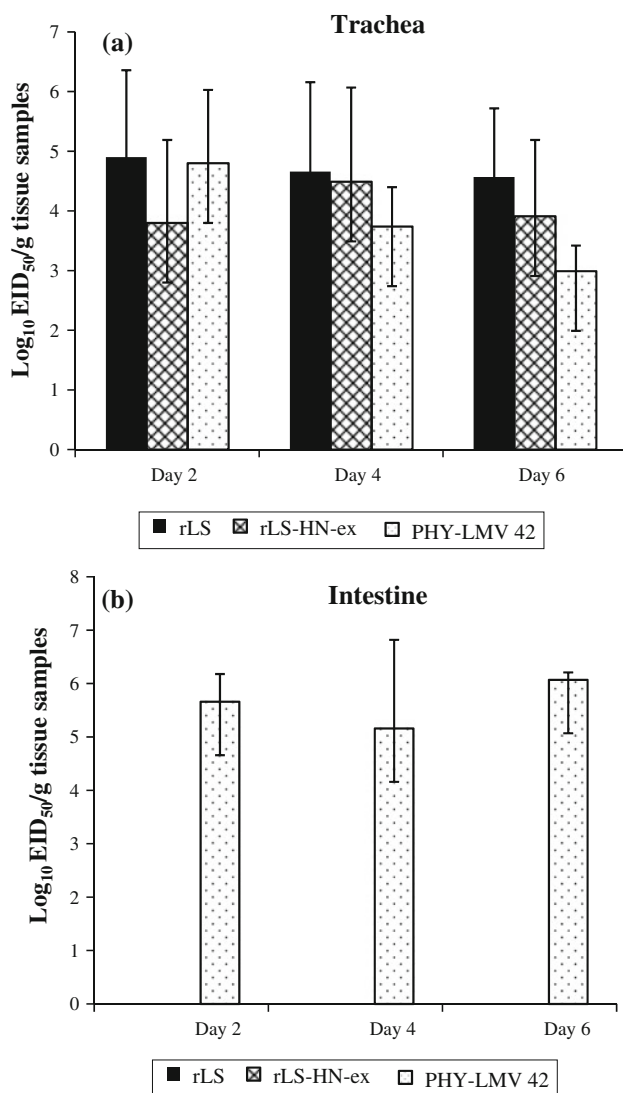 (a) Trachea
Log₁₀ EID₅₀/g tissue samples
7
6
5
4
3
2
1
0
Day 2 Day 4 Day 6
rLS rLS-HN-ex PHY-LMV 42
(b) Intestine
Log₁₀ EID₅₀/g tissue samples
8
7
6
5
4
3
2
1
0
Day 2 Day 4 Day 6
rLS rLS-HN-ex PHY-LMV 42